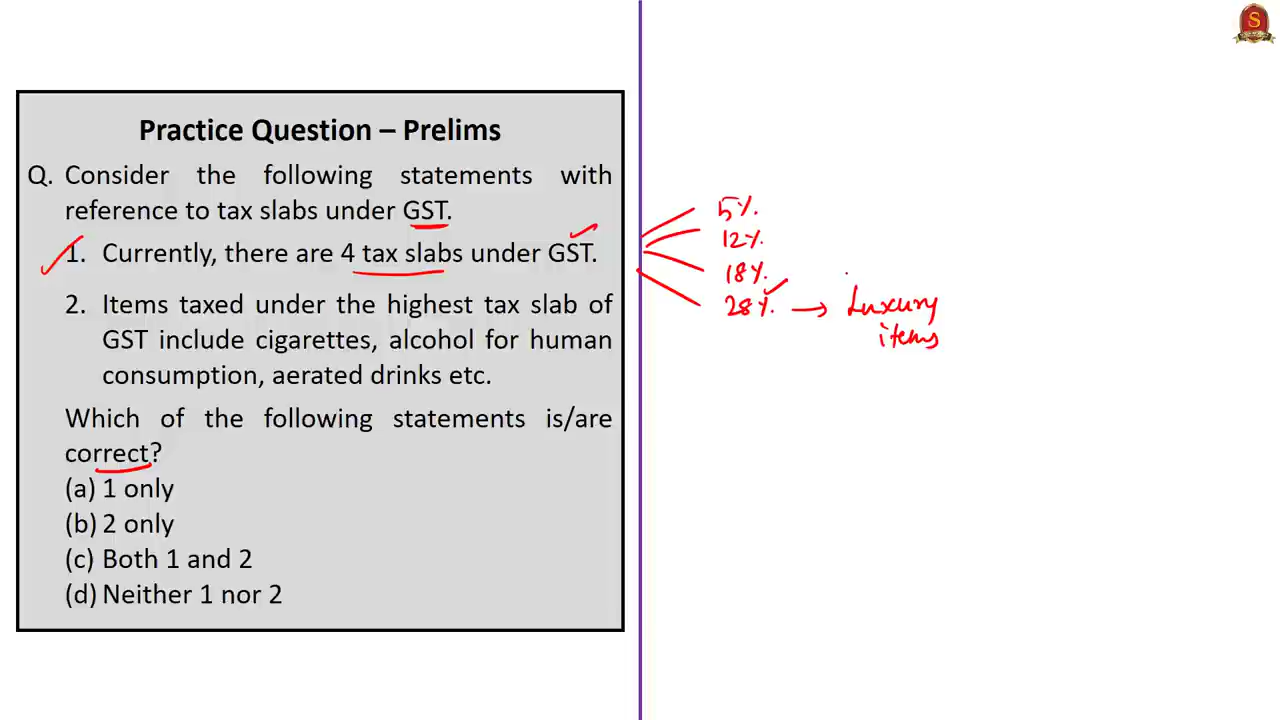 Practice Question – Prelims
Q. Consider the following statements with
reference to tax slabs under GST.
1. Currently, there are 4 tax slabs under GST.
2. Items taxed under the highest tax slab of
GST include cigarettes, alcohol for human
consumption, aerated drinks etc.
Which of the following statements is/are
correct?
(a) 1 only
(b) 2 only
(c) Both 1 and 2
(d) Neither 1 nor 2
5%.
12%.
18%.
28%. → Luxury
items
S